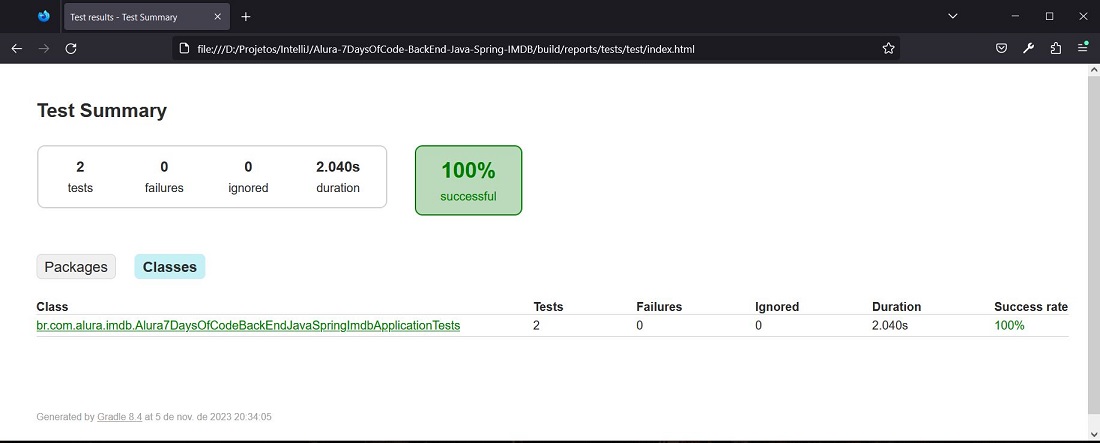 Test results - Test Summary
file:///D:/Projetos/IntelliJ/Alura-7DaysOfCode-BackEnd-Java-Spring-IMDB/build/reports/tests/test/index.html
Test Summary
2 0 0 2.040s 100%
tests failures ignored duration successful
Packages Classes
Class Tests Failures Ignored Duration Success rate
br.com.alura.imdb.Alura7DaysOfCodeBackEndJavaSpringImdbApplicationTests 2 0 0 2.040s 100%
Generated by Gradle 8.4 at 5 de nov. de 2023 20:34:05